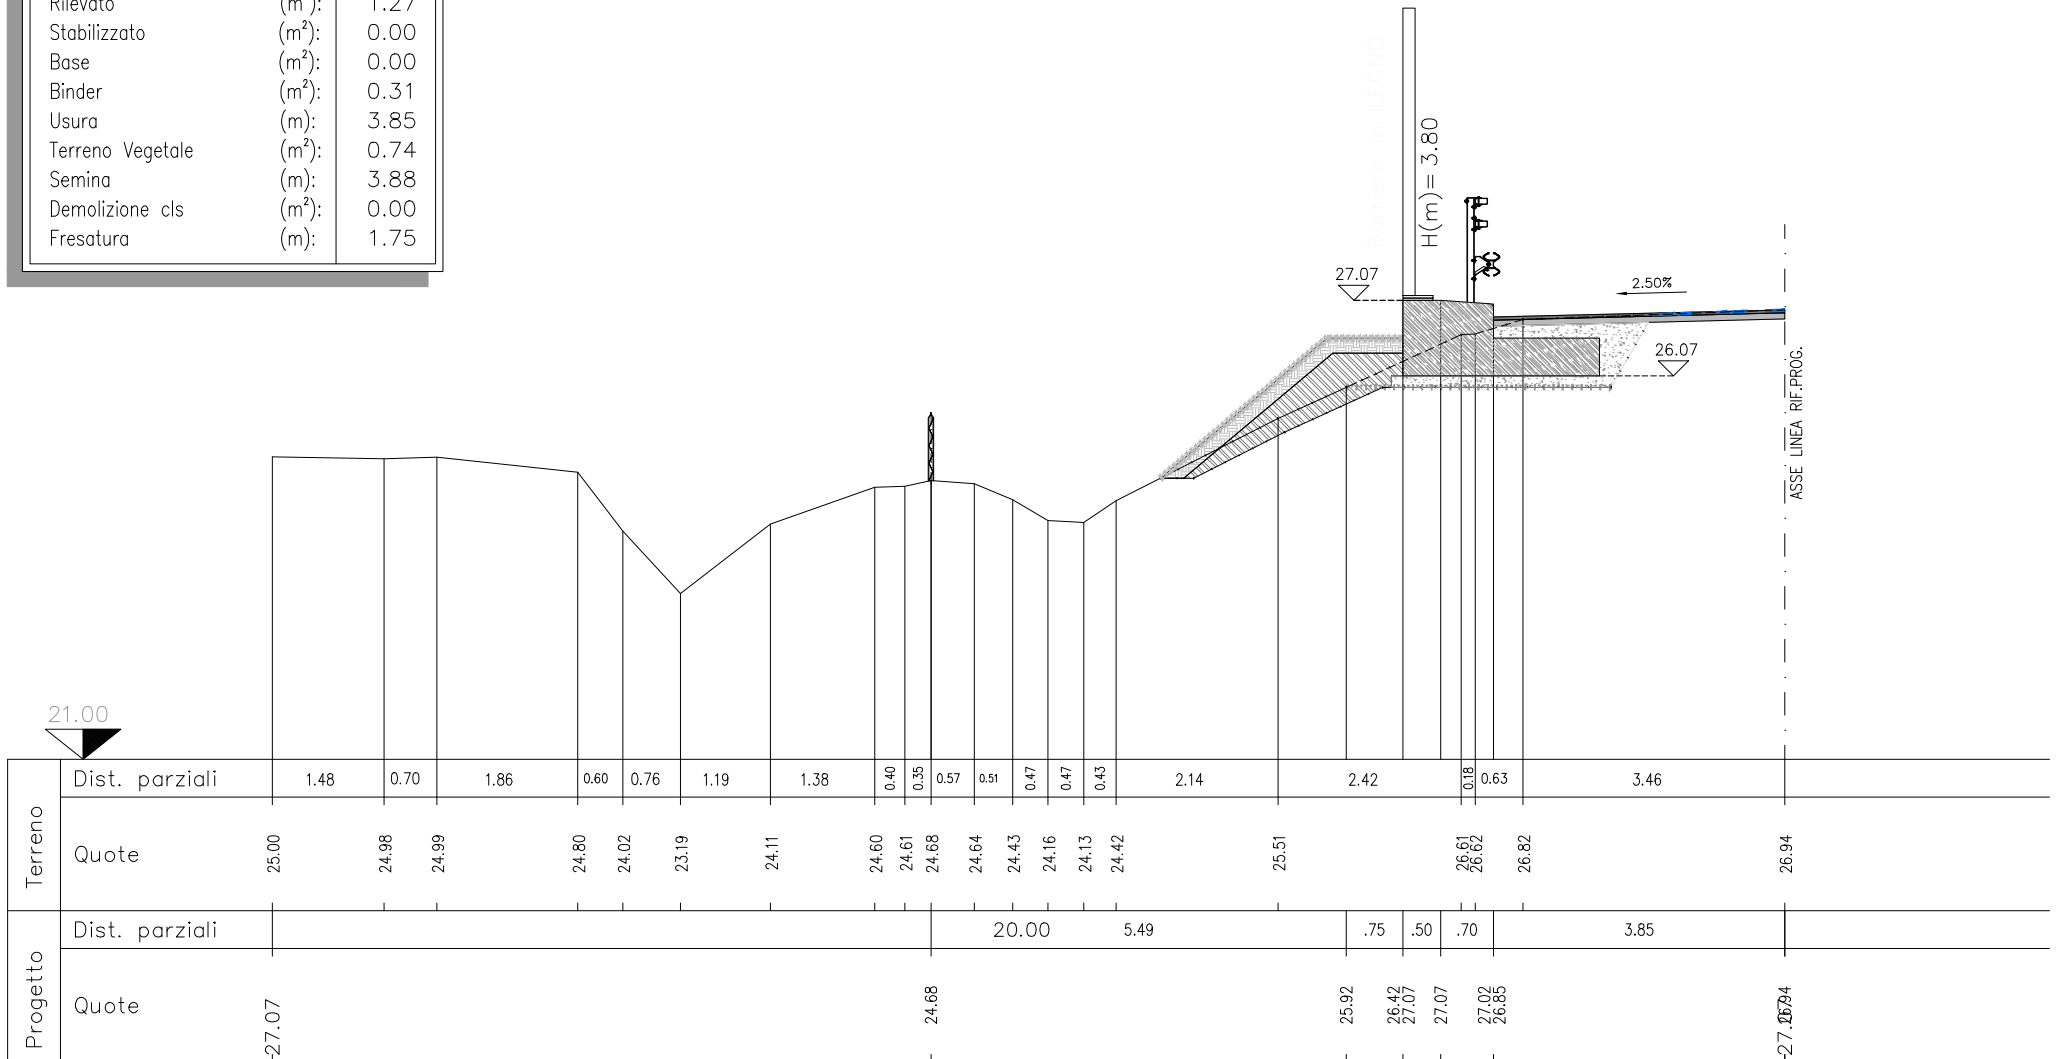 Rilevato (m²): 1.27
Stabilizzato (m²): 0.00
Base (m²): 0.00
Binder (m²): 0.31
Usura (m): 3.85
Terreno Vegetale (m²): 0.74
Semina (m): 3.88
Demolizione cls (m²): 0.00
Fresatura (m): 1.75
H(m)= 3.80
27.07
2.50%
26.07
ASSE LINEA RIF.PROG.
21.00
Terreno
Dist. parziali 1.48 0.70 1.86 0.60 0.76 1.19 1.38 0.40 0.35 0.57 0.51 0.47 0.47 0.43 2.14 2.42 0.18 0.63 3.46
Quote 25.00 24.98 24.99 24.80 24.02 23.19 24.11 24.60 24.61 24.68 24.64 24.43 24.16 24.13 24.42 25.51 26.61 26.62 26.82 26.94
Progetto
Dist. parziali 20.00 5.49 .75 .50 .70 3.85
Quote -27.07 24.68 25.92 26.42 27.07 27.07 27.02 26.85